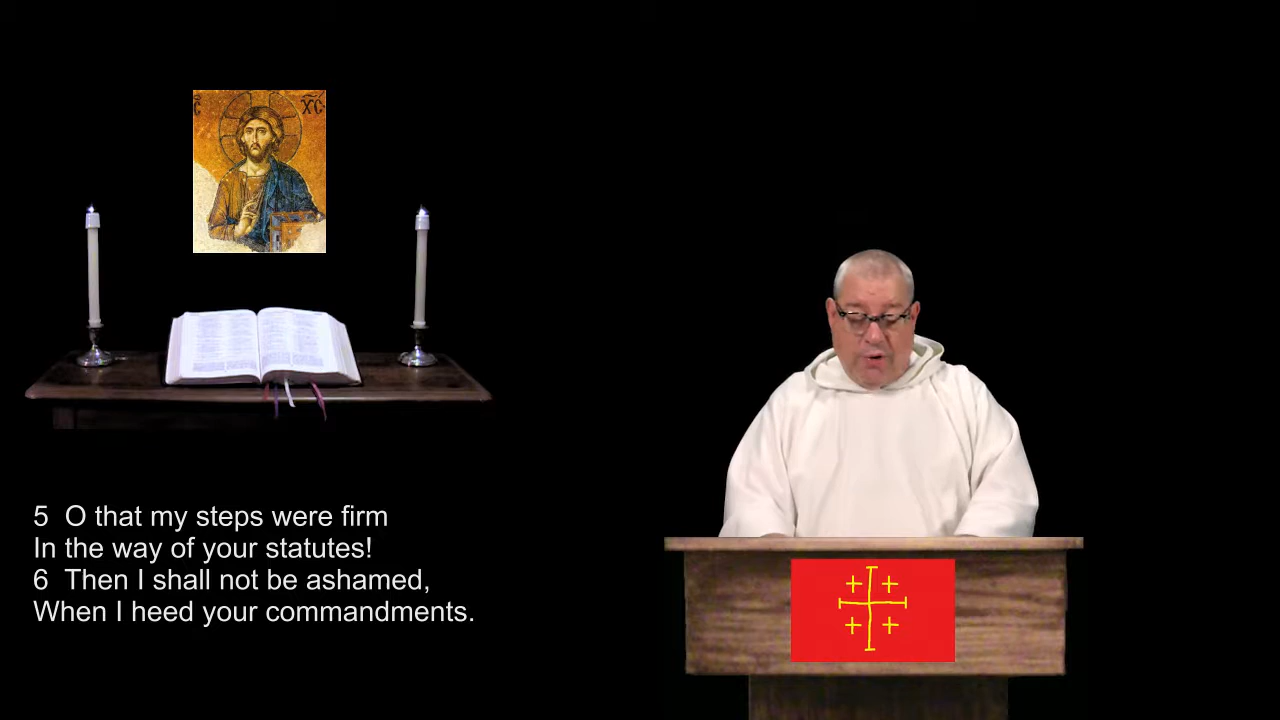 XC
5 O that my steps were firm
In the way of your statutes!
6 Then I shall not be ashamed,
When I heed your commandments.